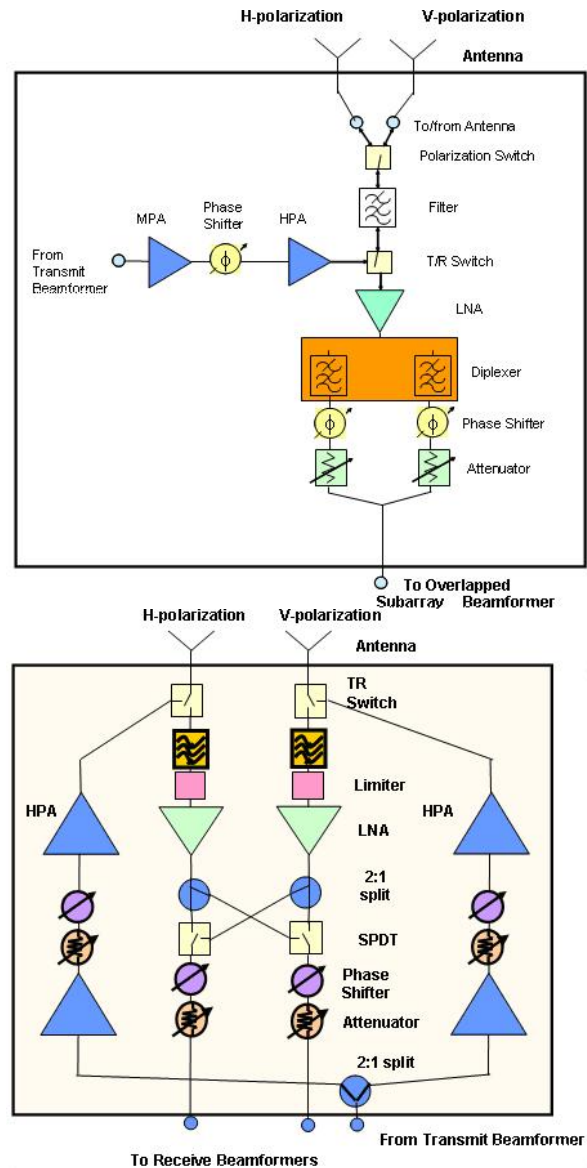 H-polarization
V-polarization
Antenna
To/from Antenna
Polarization Switch
Filter
MPA
Phase
Shifter
HPA
From
Transmit
Beamformer
T/R Switch
LNA
Diplexer
ϕ
ϕ
ϕ
Phase Shifter
Attenuator
To Overlapped
Subarray Beamformer
H-polarization
V-polarization
Antenna
TR
Switch
Limiter
HPA
HPA
LNA
2:1
split
SPDT
Phase
Shifter
Attenuator
2:1 split
From Transmit Beamformer
To Receive Beamformers